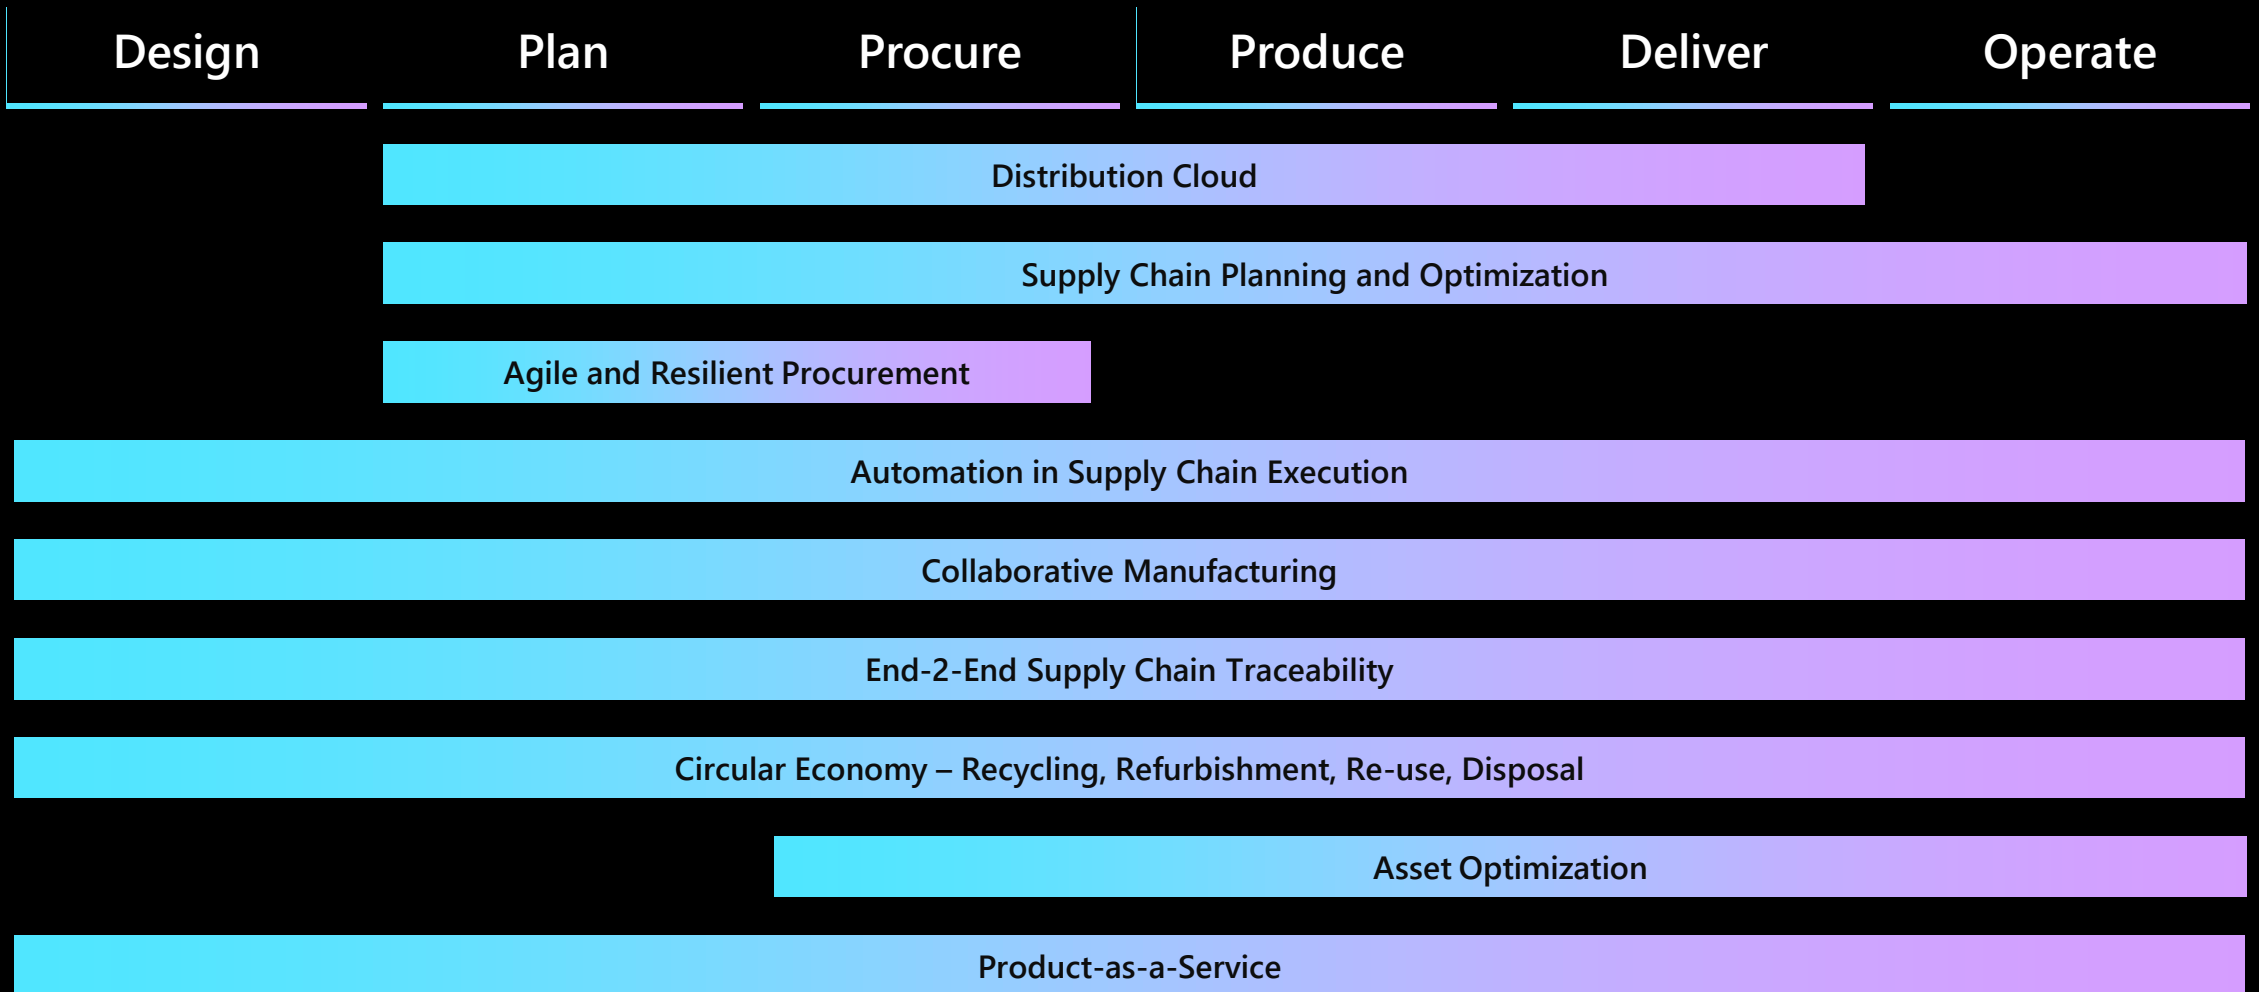 Design
Plan
Procure
Produce
Deliver
Operate
Distribution Cloud
Supply Chain Planning and Optimization
Agile and Resilient Procurement
Automation in Supply Chain Execution
Collaborative Manufacturing
End-2-End Supply Chain Traceability
Circular Economy – Recycling, Refurbishment, Re-use, Disposal
Asset Optimization
Product-as-a-Service